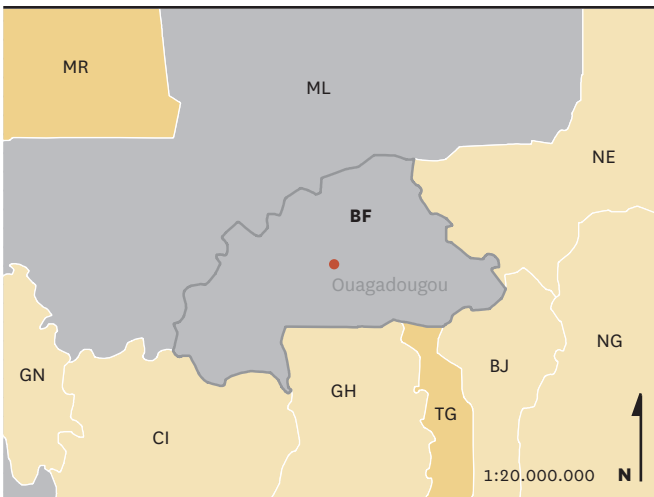 MR
ML
NE
BF
Ouagadougou
NG
GN
BJ
GH
TG
CI
1:20.000.000 N